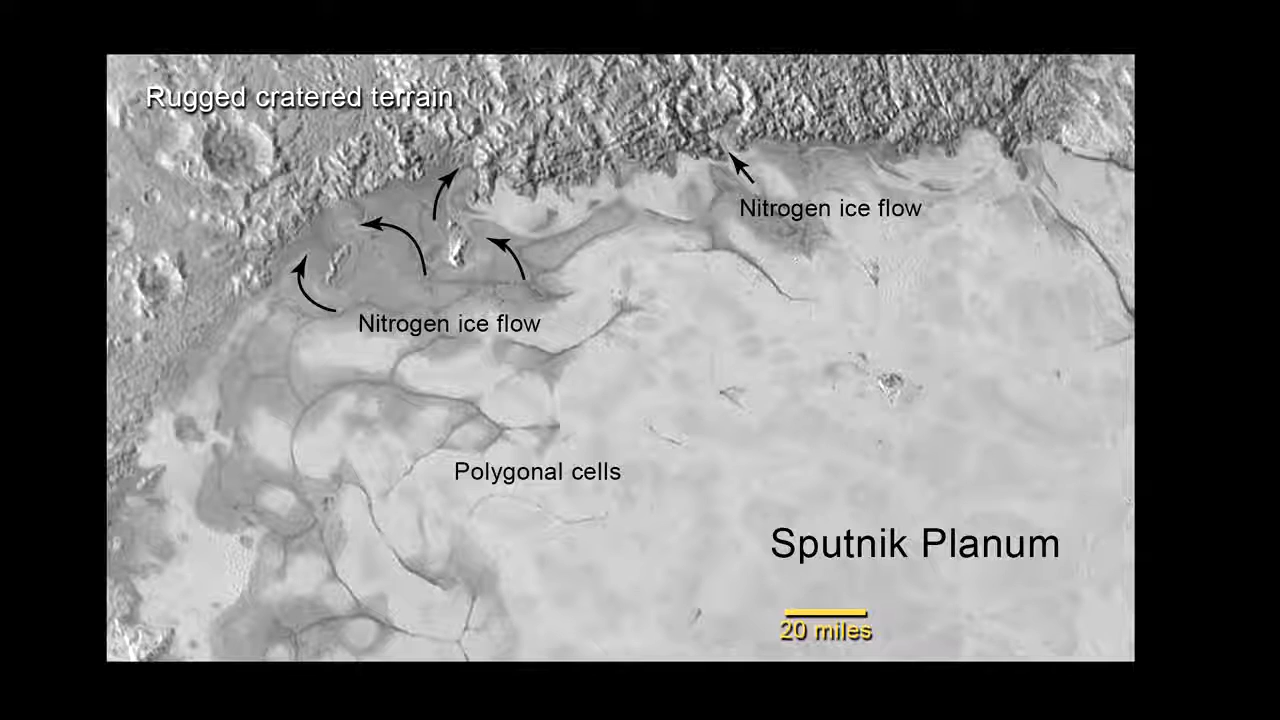 Rugged cratered terrain
Nitrogen ice flow
Nitrogen ice flow
Polygonal cells
Sputnik Planum
20 miles